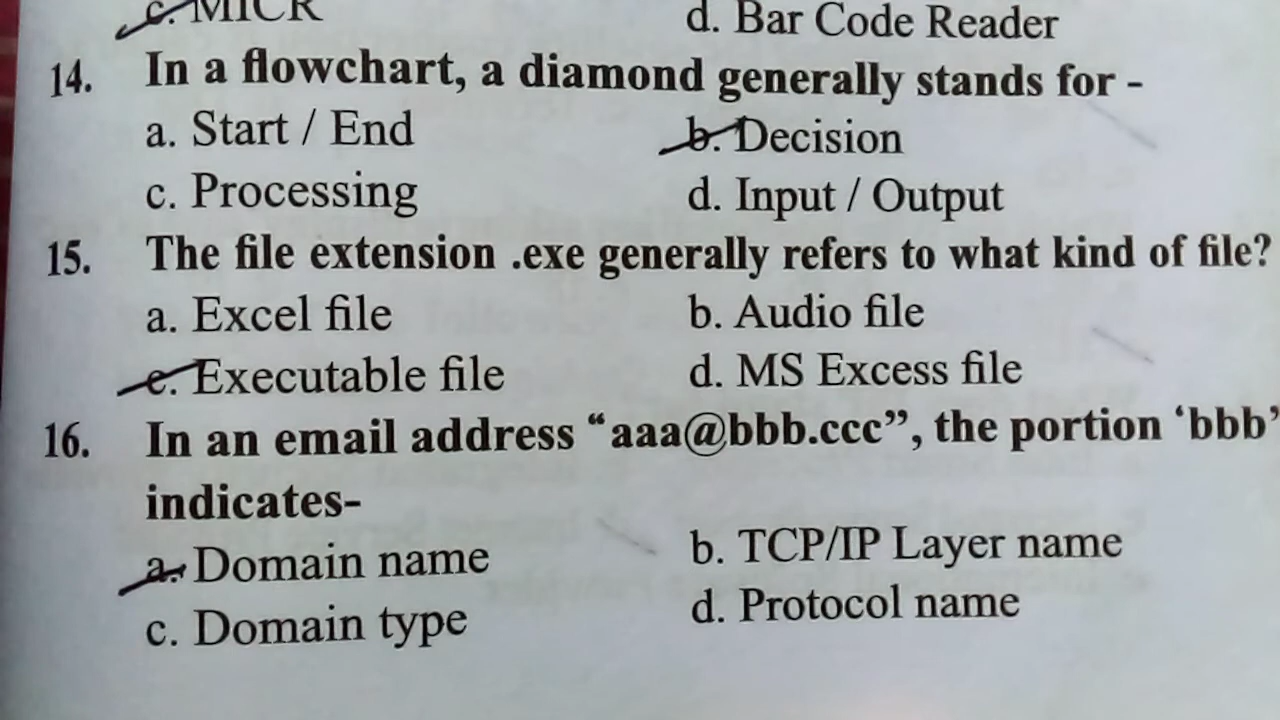 c. MICR d. Bar Code Reader
14. In a flowchart, a diamond generally stands for -
a. Start / End b. Decision
c. Processing d. Input / Output
15. The file extension .exe generally refers to what kind of file?
a. Excel file b. Audio file
c. Executable file d. MS Excess file
16. In an email address “aaa@bbb.ccc”, the portion ‘bbb’
indicates-
a. Domain name b. TCP/IP Layer name
c. Domain type d. Protocol name